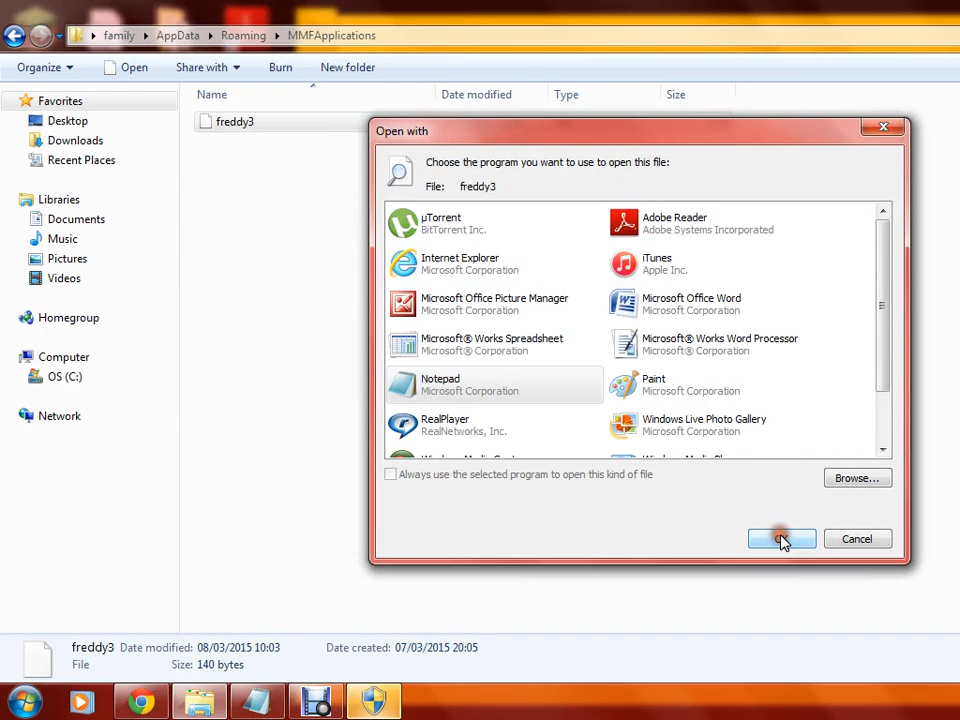 family ▸ AppData ▸ Roaming ▸ MMFApplications
Organize Open Share with Burn New folder
Favorites
Desktop
Downloads
Recent Places
Libraries
Documents
Music
Pictures
Videos
Homegroup
Computer
OS (C:)
Network
Name Date modified Type Size
freddy3
Open with
Choose the program you want to use to open this file:
File: freddy3
µTorrent
BitTorrent Inc.
Adobe Reader
Adobe Systems Incorporated
Internet Explorer
Microsoft Corporation
iTunes
Apple Inc.
Microsoft Office Picture Manager
Microsoft Corporation
Microsoft Office Word
Microsoft Corporation
Microsoft® Works Spreadsheet
Microsoft® Corporation
Microsoft® Works Word Processor
Microsoft® Corporation
Notepad
Microsoft Corporation
Paint
Microsoft Corporation
RealPlayer
RealNetworks, Inc.
Windows Live Photo Gallery
Microsoft Corporation
Always use the selected program to open this kind of file
Browse...
Cancel
freddy3 Date modified: 08/03/2015 10:03 Date created: 07/03/2015 20:05
File Size: 140 bytes